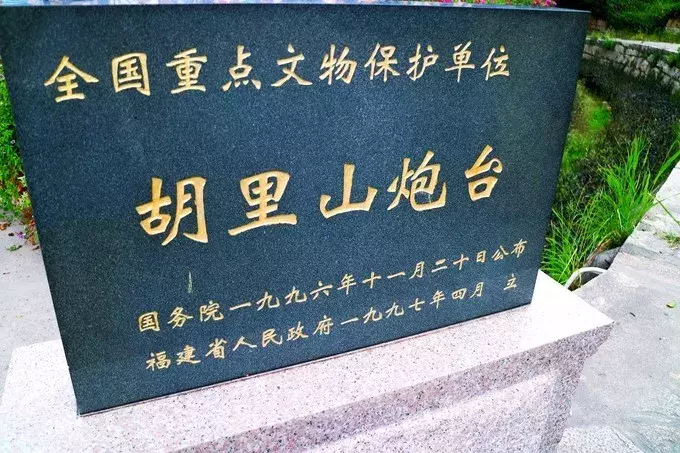 全国重点文物保护单位
胡里山炮台
国务院一九九六年十一月二十日公布
福建省人民政府一九九七年四月 立